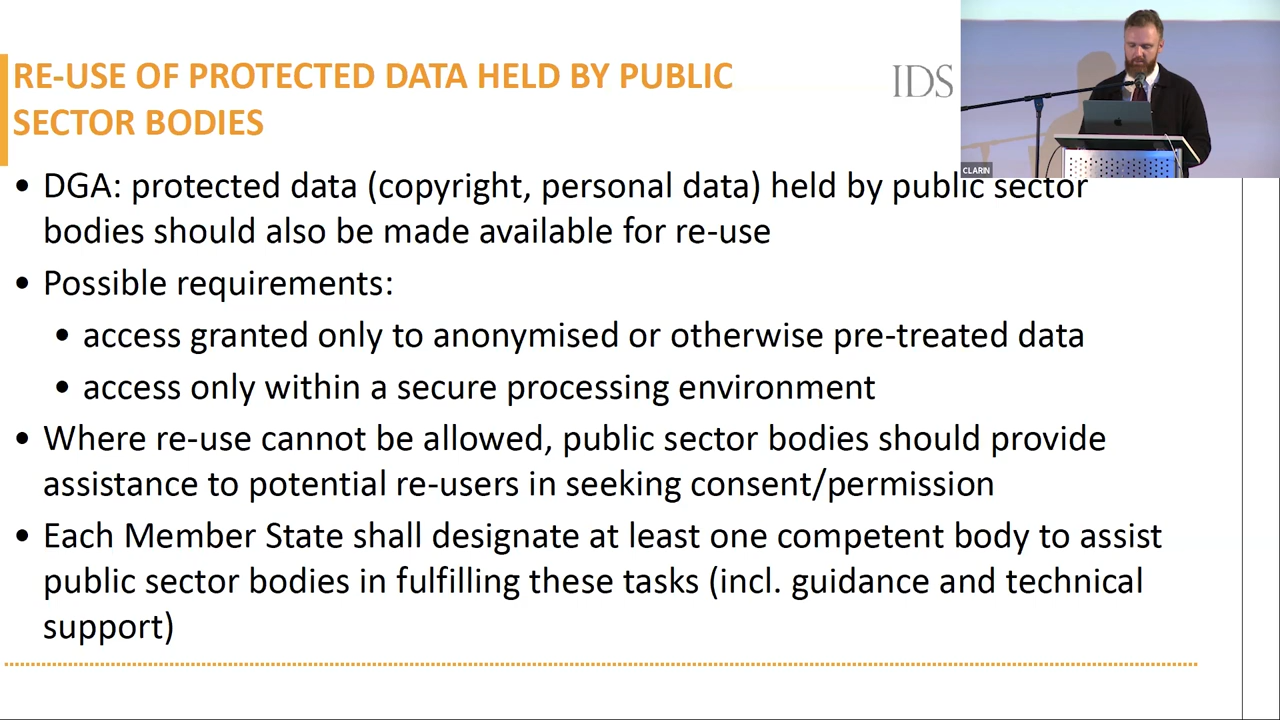 RE-USE OF PROTECTED DATA HELD BY PUBLIC
SECTOR BODIES
IDS
CLARIN
• DGA: protected data (copyright, personal data) held by public sector
bodies should also be made available for re-use
• Possible requirements:
• access granted only to anonymised or otherwise pre-treated data
• access only within a secure processing environment
• Where re-use cannot be allowed, public sector bodies should provide
assistance to potential re-users in seeking consent/permission
• Each Member State shall designate at least one competent body to assist
public sector bodies in fulfilling these tasks (incl. guidance and technical
support)